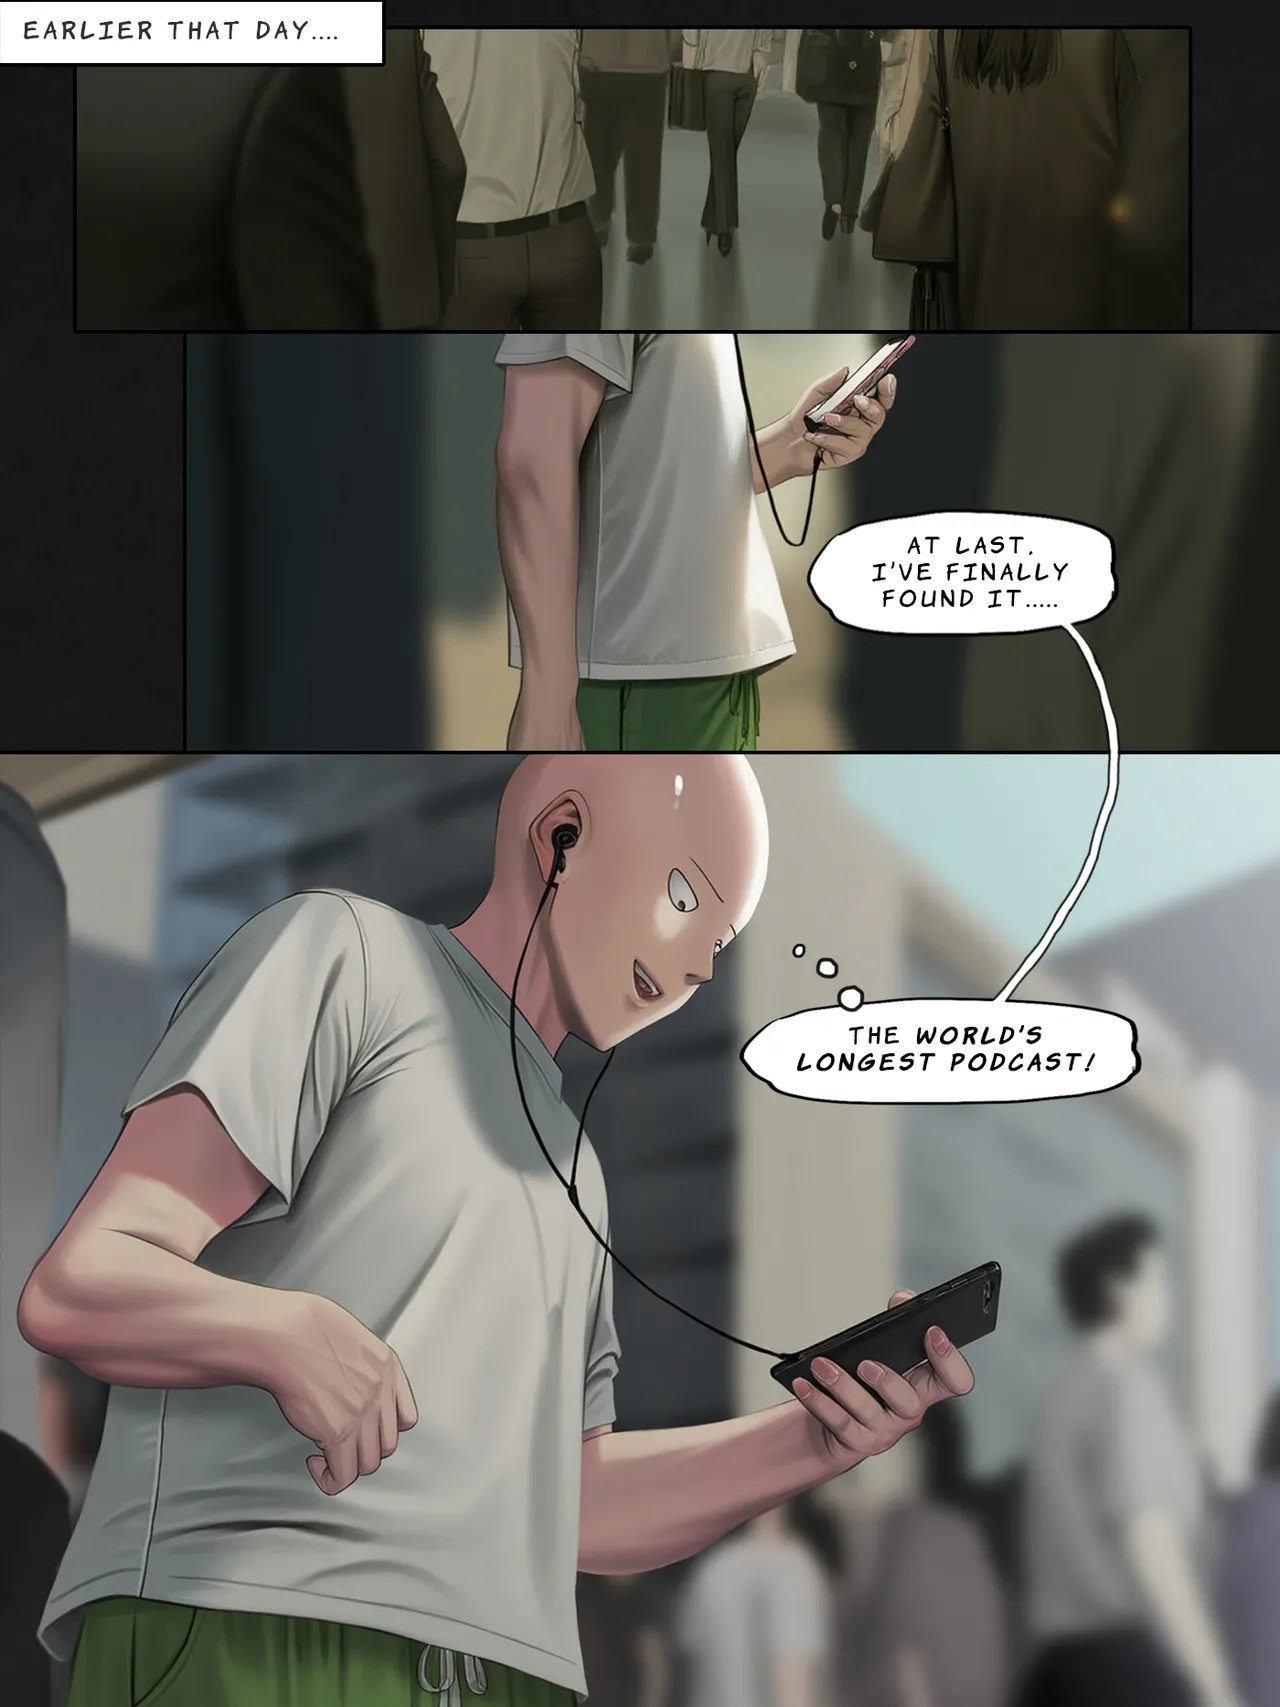 EARLIER THAT DAY....
AT LAST,
I'VE FINALLY
FOUND IT.....
THE WORLD'S
LONGEST PODCAST!